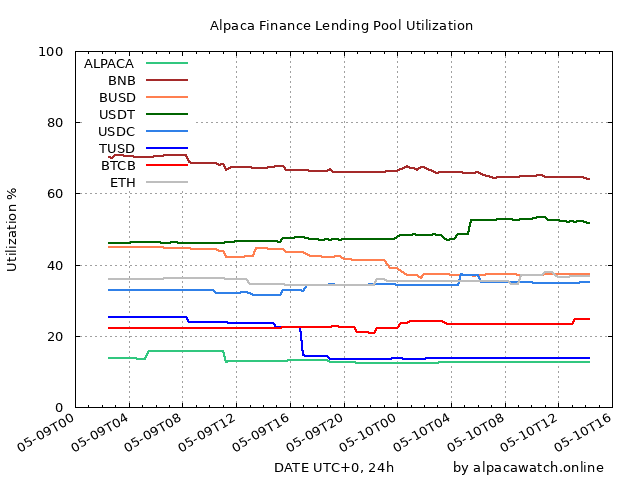 Alpaca Finance Lending Pool Utilization
100
80
60
40
20
0
Utilization %
ALPACA
BNB
BUSD
USDT
USDC
TUSD
BTCB
ETH
05-09T00
05-09T04
05-09T08
05-09T12
05-09T16
05-09T20
05-10T00
05-10T04
05-10T08
05-10T12
05-10T16
DATE UTC+0, 24h
by alpacawatch.online